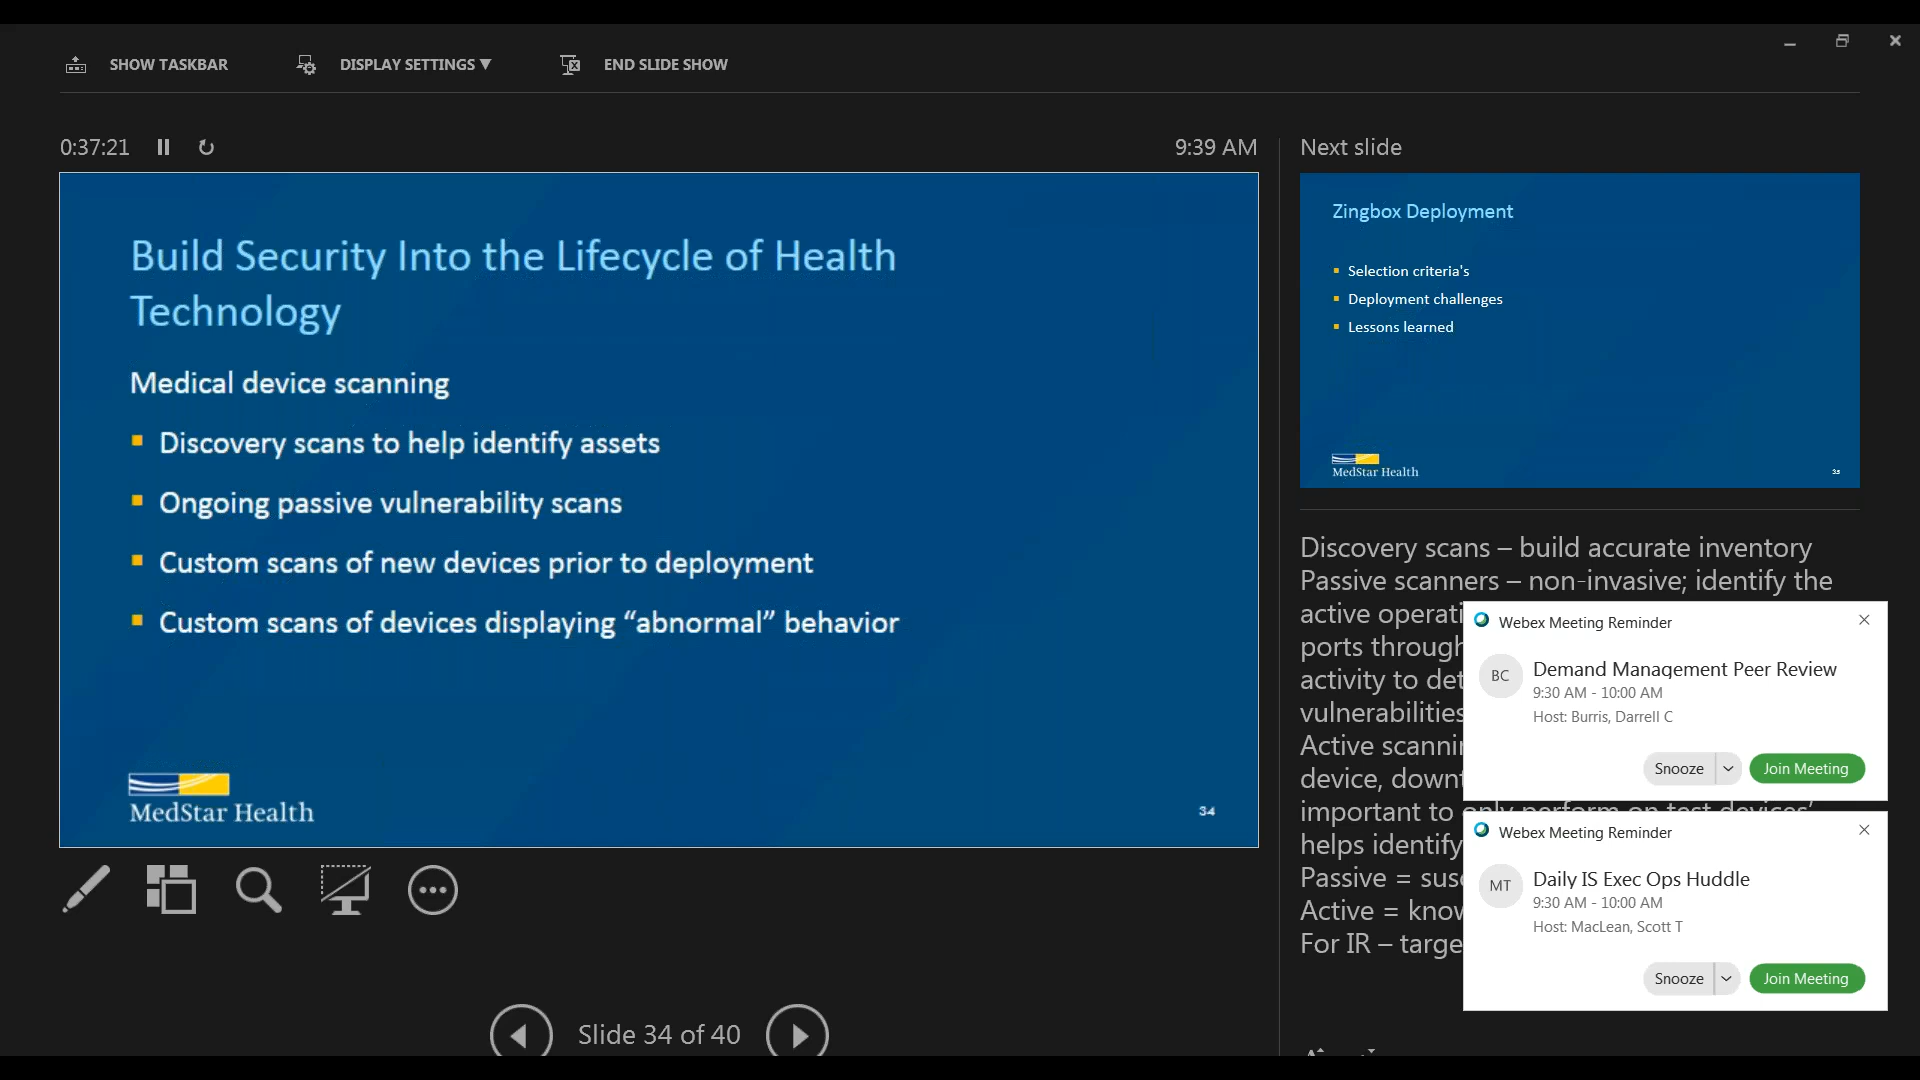 SHOW TASKBAR
DISPLAY SETTINGS ▼
END SLIDE SHOW
0:37:21
9:39 AM
Build Security Into the Lifecycle of Health
Technology
Medical device scanning
▪ Discovery scans to help identify assets
▪ Ongoing passive vulnerability scans
▪ Custom scans of new devices prior to deployment
▪ Custom scans of devices displaying “abnormal” behavior
MedStar Health
34
Slide 34 of 40
Next slide
Zingbox Deployment
▪ Selection criteria's
▪ Deployment challenges
▪ Lessons learned
MedStar Health
35
Discovery scans – build accurate inventory
Passive scanners – non-invasive; identify the
active operati
ports through
activity to det
vulnerabilities
Active scanni
device, downt
important to only perform on test devices’
helps identify
Passive = sus
Active = know
For IR – targe
Webex Meeting Reminder
BC
Demand Management Peer Review
9:30 AM - 10:00 AM
Host: Burris, Darrell C
Snooze
Join Meeting
Webex Meeting Reminder
MT
Daily IS Exec Ops Huddle
9:30 AM - 10:00 AM
Host: MacLean, Scott T
Snooze
Join Meeting